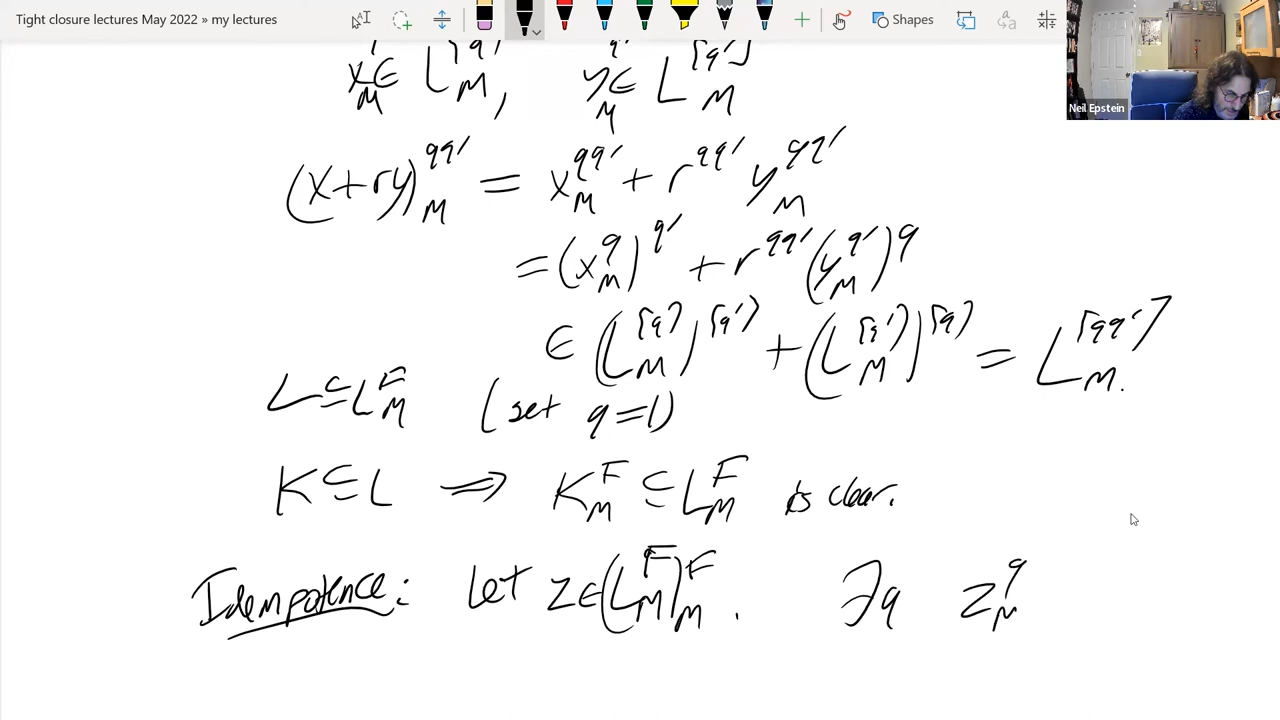 Tight closure lectures May 2022 » my lectures
Shapes
Neil Epstein
x_M^{q} ∈ L_M^{[q]}, y_M^{q'} ∈ L_M^{[q']}
(x+ry)_M^{qq'} = x_M^{qq'} + r^{qq'} y_M^{qq'}
= (x_M^q)^{q'} + r^{qq'} (y_M^{q'})^q
∈ (L_M^{[q]})^{[q']} + (L_M^{[q']})^{[q]} = L_M^{[qq']}.
L ⊆ L_M^F (set q=1)
K ⊆ L ⟹ K_M^F ⊆ L_M^F is clear.
Idempotence: Let z ∈ (L_M^F)_M^F. ∃q z_M^q